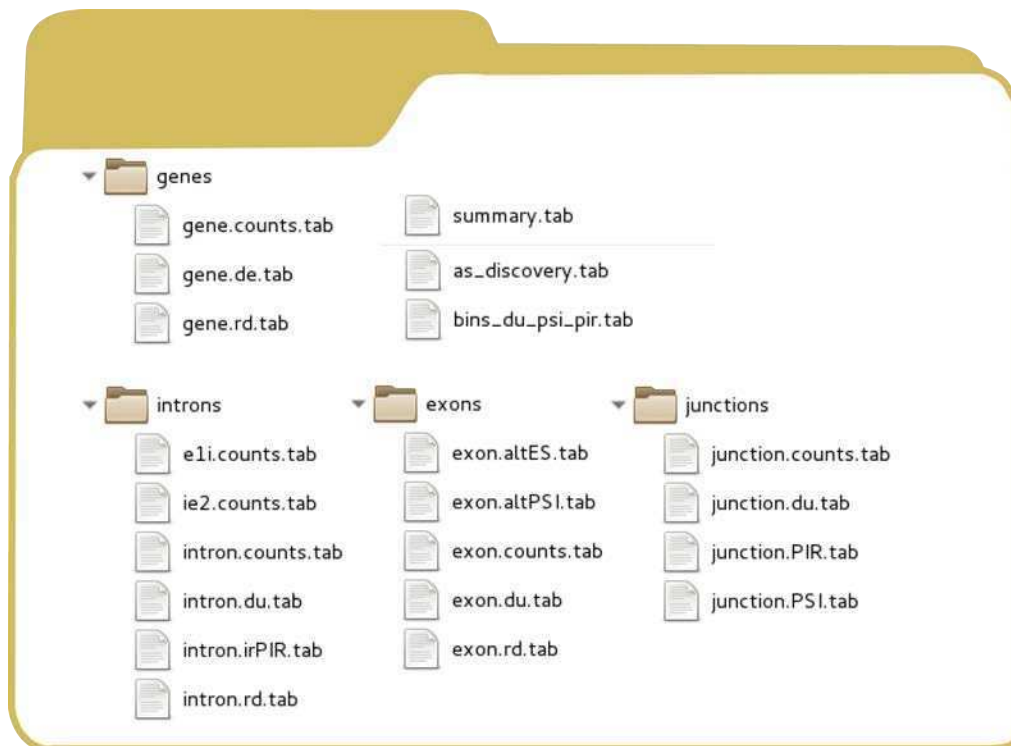 genes
gene.counts.tab
gene.de.tab
gene.rd.tab
summary.tab
as_discovery.tab
bins_du_psi_pir.tab
introns
e1i.counts.tab
ie2.counts.tab
intron.counts.tab
intron.du.tab
intron.irPIR.tab
intron.rd.tab
exons
exon.altES.tab
exon.altPSI.tab
exon.counts.tab
exon.du.tab
exon.rd.tab
junctions
junction.counts.tab
junction.du.tab
junction.PIR.tab
junction.PSI.tab